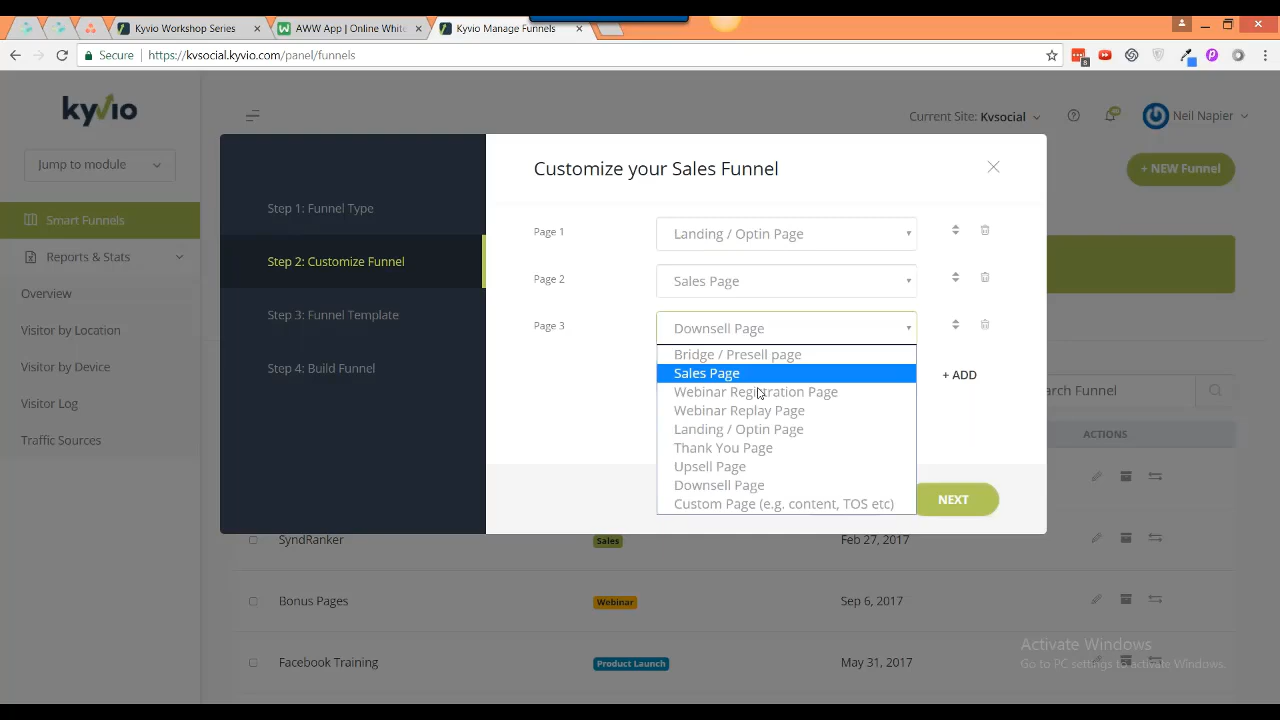 Kyvio Workshop Series
AWW App | Online White
Kyvio Manage Funnels
Secure
https://kvsocial.kyvio.com/panel/funnels
8
kyvio
Current Site: Kvsocial
Neil Napier
Jump to module
Customize your Sales Funnel
+ NEW Funnel
Smart Funnels
Step 1: Funnel Type
Page 1
Landing / Optin Page
Reports & Stats
Step 2: Customize Funnel
Page 2
Sales Page
Overview
Step 3: Funnel Template
Page 3
Downsell Page
Visitor by Location
Bridge / Presell page
Sales Page
+ ADD
Visitor by Device
Step 4: Build Funnel
Webinar Registration Page
arch Funnel
Visitor Log
Webinar Replay Page
Landing / Optin Page
ACTIONS
Traffic Sources
Thank You Page
Upsell Page
Downsell Page
Custom Page (e.g. content, TOS etc)
NEXT
SyndRanker
Sales
Feb 27, 2017
Bonus Pages
Webinar
Sep 6, 2017
Facebook Training
Product Launch
May 31, 2017
Activate Windows
Go to PC settings to activate Windows.